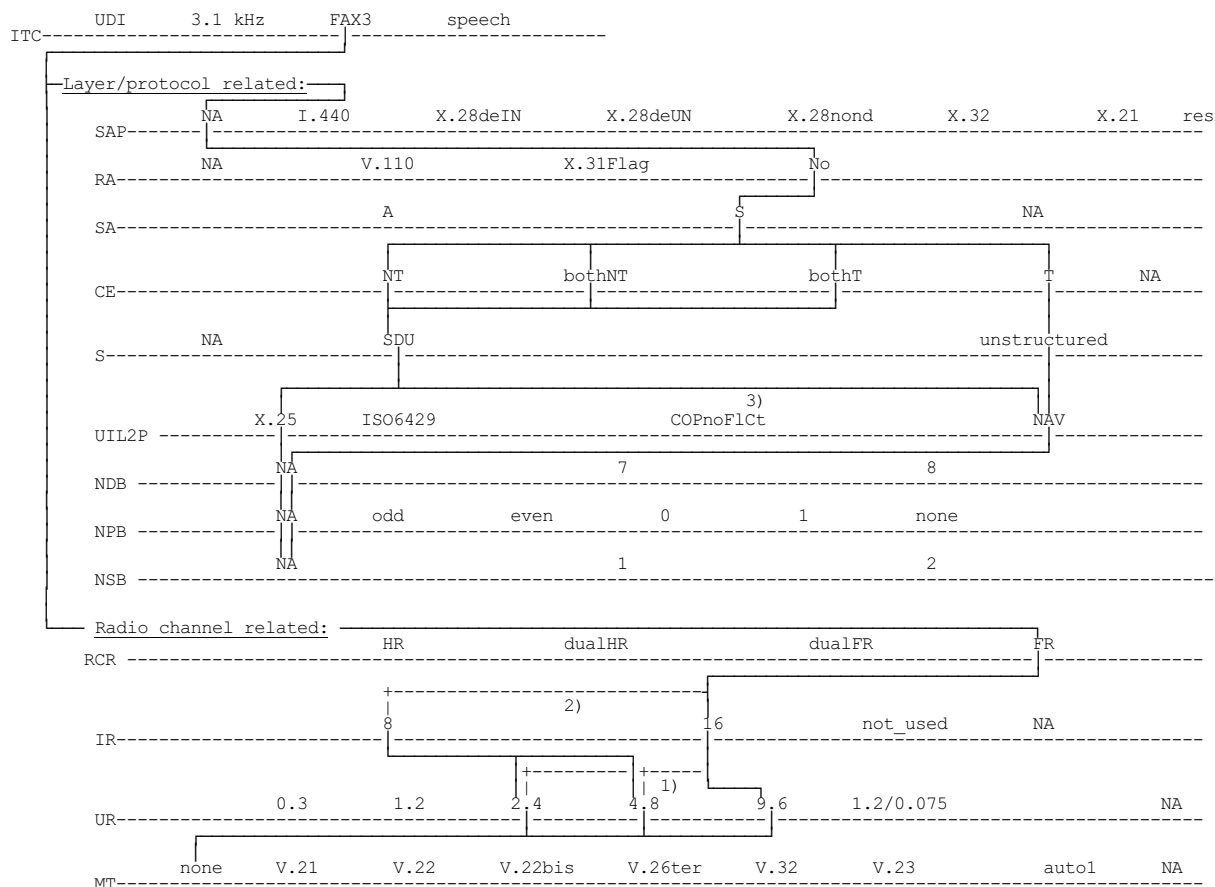 UDI 3.1 kHz FAX3 speech
ITC
Layer/protocol related:
NA I.440 X.28deIN X.28deUN X.28nond X.32 X.21 res
SAP
NA V.110 X.31Flag No
RA
A S NA
SA
NT bothNT bothT T NA
CE
NA SDU unstructured
S
3)
X.25 ISO6429 COPnoFlCt NAV
UIL2P
NA 7 8
NDB
NA odd even 0 1 none
NPB
NA 1 2
NSB
Radio channel related:
HR dualHR dualFR FR
RCR
2)
8 16 not_used NA
IR
1)
0.3 1.2 2.4 4.8 9.6 1.2/0.075 NA
UR
none V.21 V.22 V.22bis V.26ter V.32 V.23 auto1 NA
MT